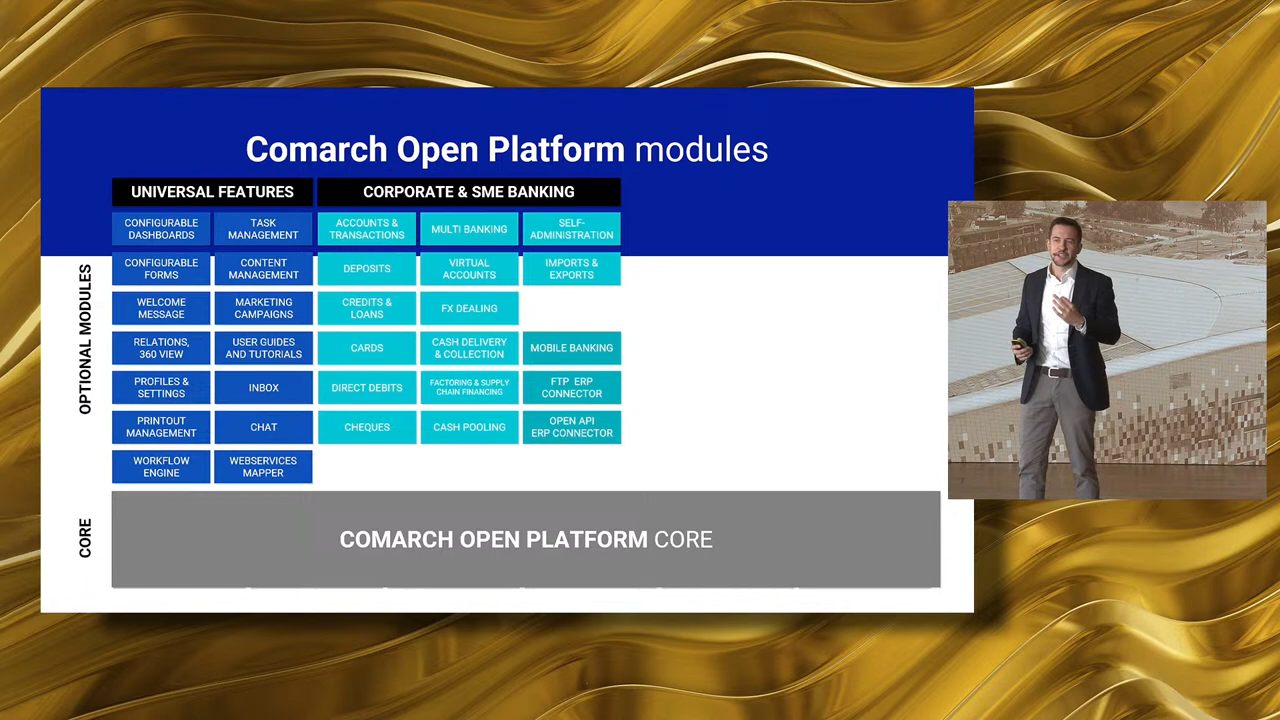 Comarch Open Platform modules
UNIVERSAL FEATURES
CORPORATE & SME BANKING
CONFIGURABLE
DASHBOARDS
TASK
MANAGEMENT
ACCOUNTS &
TRANSACTIONS
MULTI BANKING
SELF-
ADMINISTRATION
CONFIGURABLE
FORMS
CONTENT
MANAGEMENT
DEPOSITS
VIRTUAL
ACCOUNTS
IMPORTS &
EXPORTS
WELCOME
MESSAGE
MARKETING
CAMPAIGNS
CREDITS &
LOANS
FX DEALING
RELATIONS,
360 VIEW
USER GUIDES
AND TUTORIALS
CARDS
CASH DELIVERY
& COLLECTION
MOBILE BANKING
PROFILES &
SETTINGS
INBOX
DIRECT DEBITS
FACTORING & SUPPLY
CHAIN FINANCING
FTP ERP
CONNECTOR
PRINTOUT
MANAGEMENT
CHAT
CHEQUES
CASH POOLING
OPEN API
ERP CONNECTOR
WORKFLOW
ENGINE
WEBSERVICES
MAPPER
OPTIONAL MODULES
CORE
COMARCH OPEN PLATFORM CORE